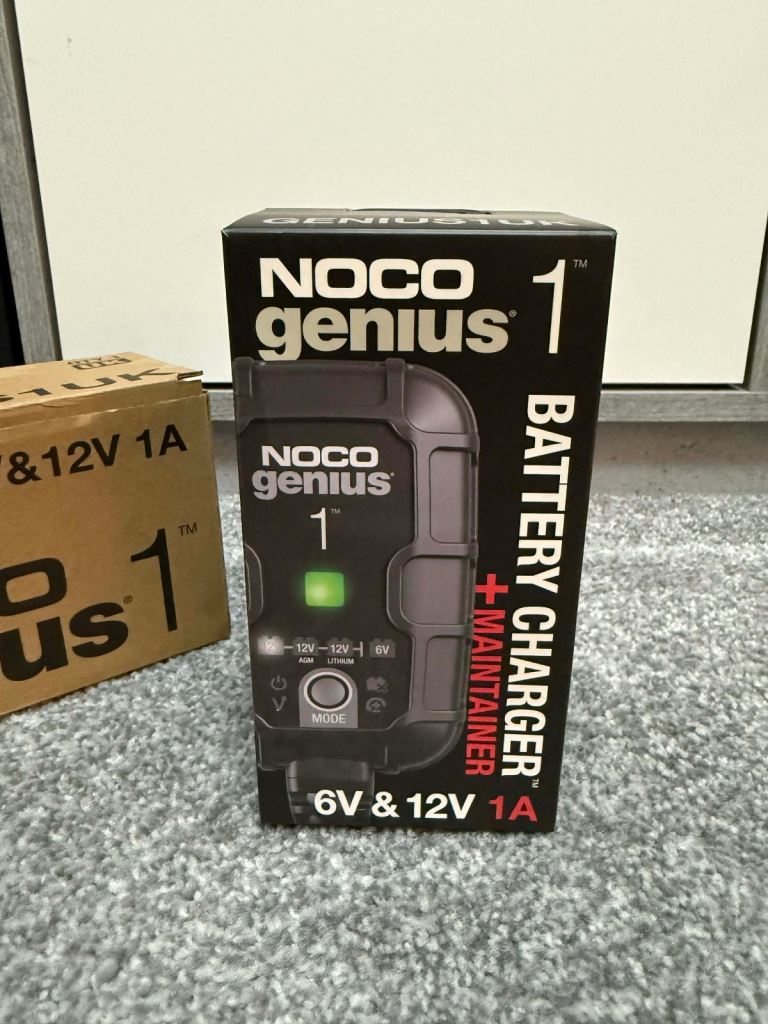 GENIUS1UK
NOCO
genius® 1™
BATTERY CHARGER™
+ MAINTAINER
NOCO
genius®
1™
12V
12V
6V
AGM
LITHIUM
MODE
6V & 12V 1A
1UK
&12V 1A
1™
us®